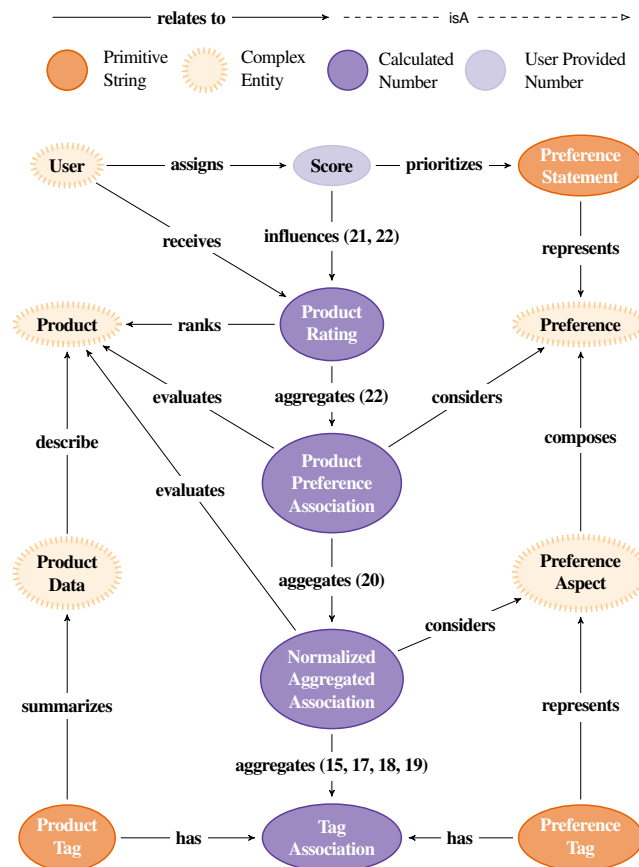 relates to
isA
Primitive
String
Complex
Entity
Calculated
Number
User Provided
Number
User
assigns
Score
prioritizes
Preference
Statement
receives
influences (21, 22)
represents
Product
ranks
Product
Rating
Preference
evaluates
aggregates (22)
considers
describe
Product
Preference
Association
composes
evaluates
Product
Data
aggegates (20)
Preference
Aspect
considers
Normalized
Aggregated
Association
summarizes
represents
aggregates (15, 17, 18, 19)
Product
Tag
has
Tag
Association
has
Preference
Tag